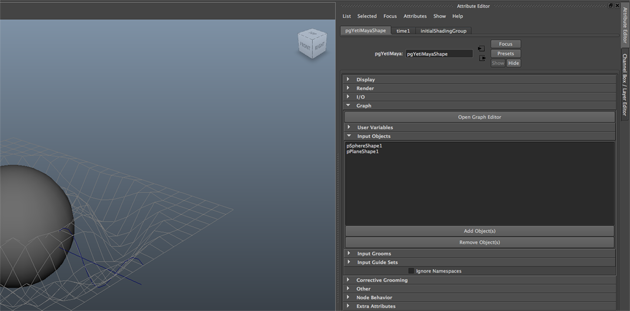 Attribute Editor
List Selected Focus Attributes Show Help
pgYetiMayaShape time1 initialShadingGroup
pgYetiMaya: pgYetiMayaShape
Focus
Presets
Show Hide
Display
Render
I/O
Graph
Open Graph Editor
User Variables
Input Objects
pSphereShape1
pPlaneShape1
Add Object(s)
Remove Object(s)
Input Grooms
Input Guide Sets
Ignore Namespaces
Corrective Grooming
Other
Node Behavior
Extra Attributes
Attribute Editor
Channel Box / Layer Editor